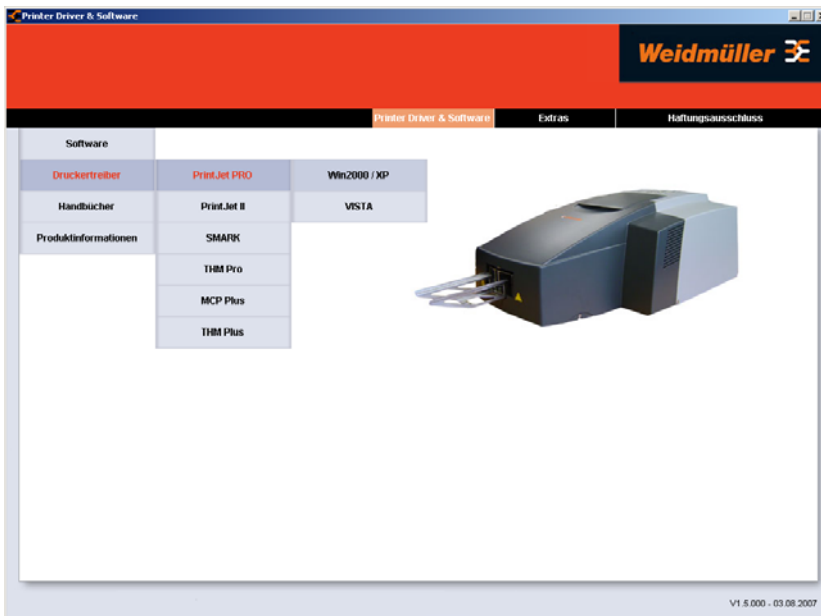 Printer Driver & Software
Weidmüller
Printer Driver & Software Extras Haftungsausschluss
Software
Druckertreiber PrintJet PRO Win2000 / XP
Handbücher PrintJet II VISTA
Produktinformationen SMARK
THM Pro
MCP Plus
THM Plus
V1.5.000 - 03.08.2007